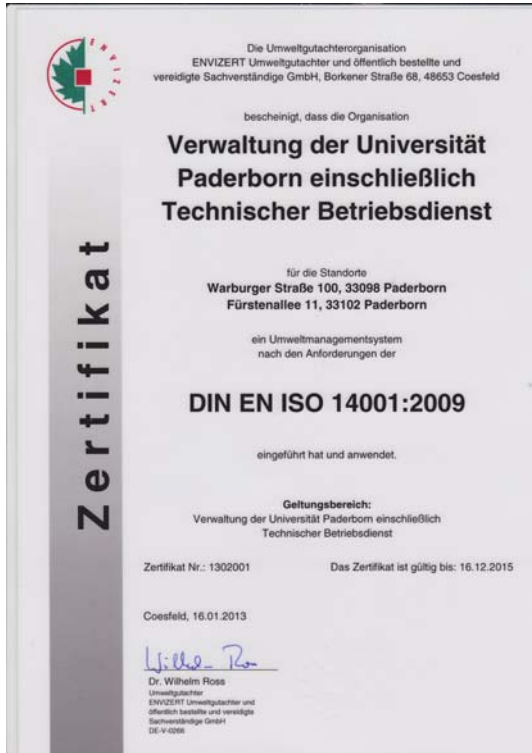 ENVIZERT
Die Umweltgutachterorganisation
ENVIZERT Umweltgutachter und öffentlich bestellte und
vereidigte Sachverständige GmbH, Borkener Straße 68, 48653 Coesfeld
bescheinigt, dass die Organisation
Verwaltung der Universität
Paderborn einschließlich
Technischer Betriebsdienst
für die Standorte
Warburger Straße 100, 33098 Paderborn
Fürstenallee 11, 33102 Paderborn
ein Umweltmanagementsystem
nach den Anforderungen der
DIN EN ISO 14001:2009
eingeführt hat und anwendet.
Geltungsbereich:
Verwaltung der Universität Paderborn einschließlich
Technischer Betriebsdienst
Zertifikat Nr.: 1302001 Das Zertifikat ist gültig bis: 16.12.2015
Coesfeld, 16.01.2013
Wilhelm Ross
Dr. Wilhelm Ross
Umweltgutachter
ENVIZERT Umweltgutachter und
öffentlich bestellte und vereidigte
Sachverständige GmbH
DE-V-0266
Zertifikat